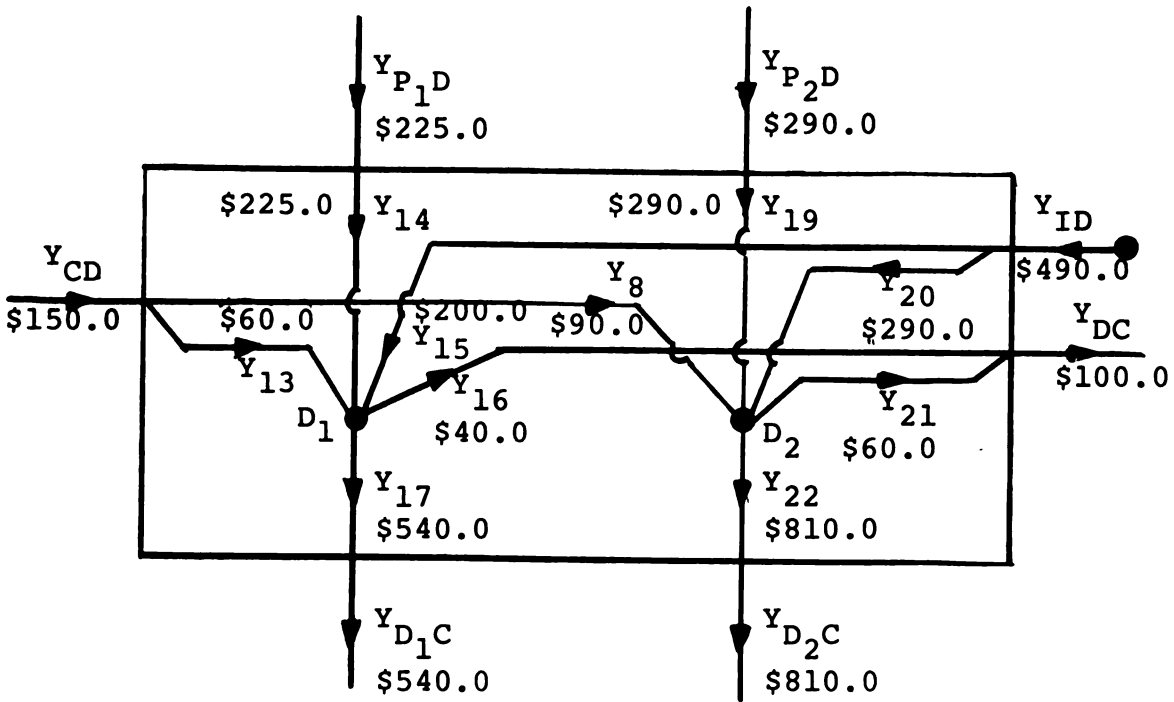 Y_{P_1D} Y_{P_2D}
$225.0 $290.0
$225.0 Y_{14} $290.0 Y_{19} Y_{ID}
Y_{CD} Y_8 $490.0
$150.0 $60.0 $200.0 $90.0 Y_{20} Y_{DC}
Y_{13} Y_{15} $290.0
Y_{16} $100.0
D_1 $40.0 D_2 Y_{21}
$60.0
Y_{17} Y_{22}
$540.0 $810.0
Y_{D_1C} Y_{D_2C}
$540.0 $810.0